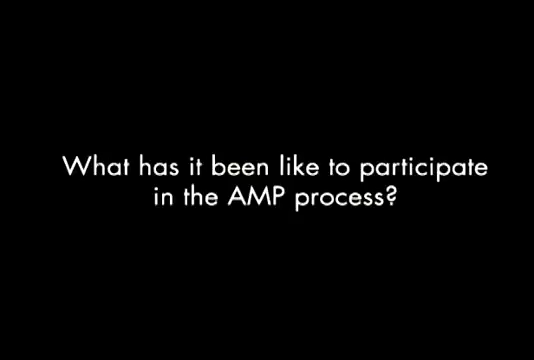 What has it been like to participate
in the AMP process?